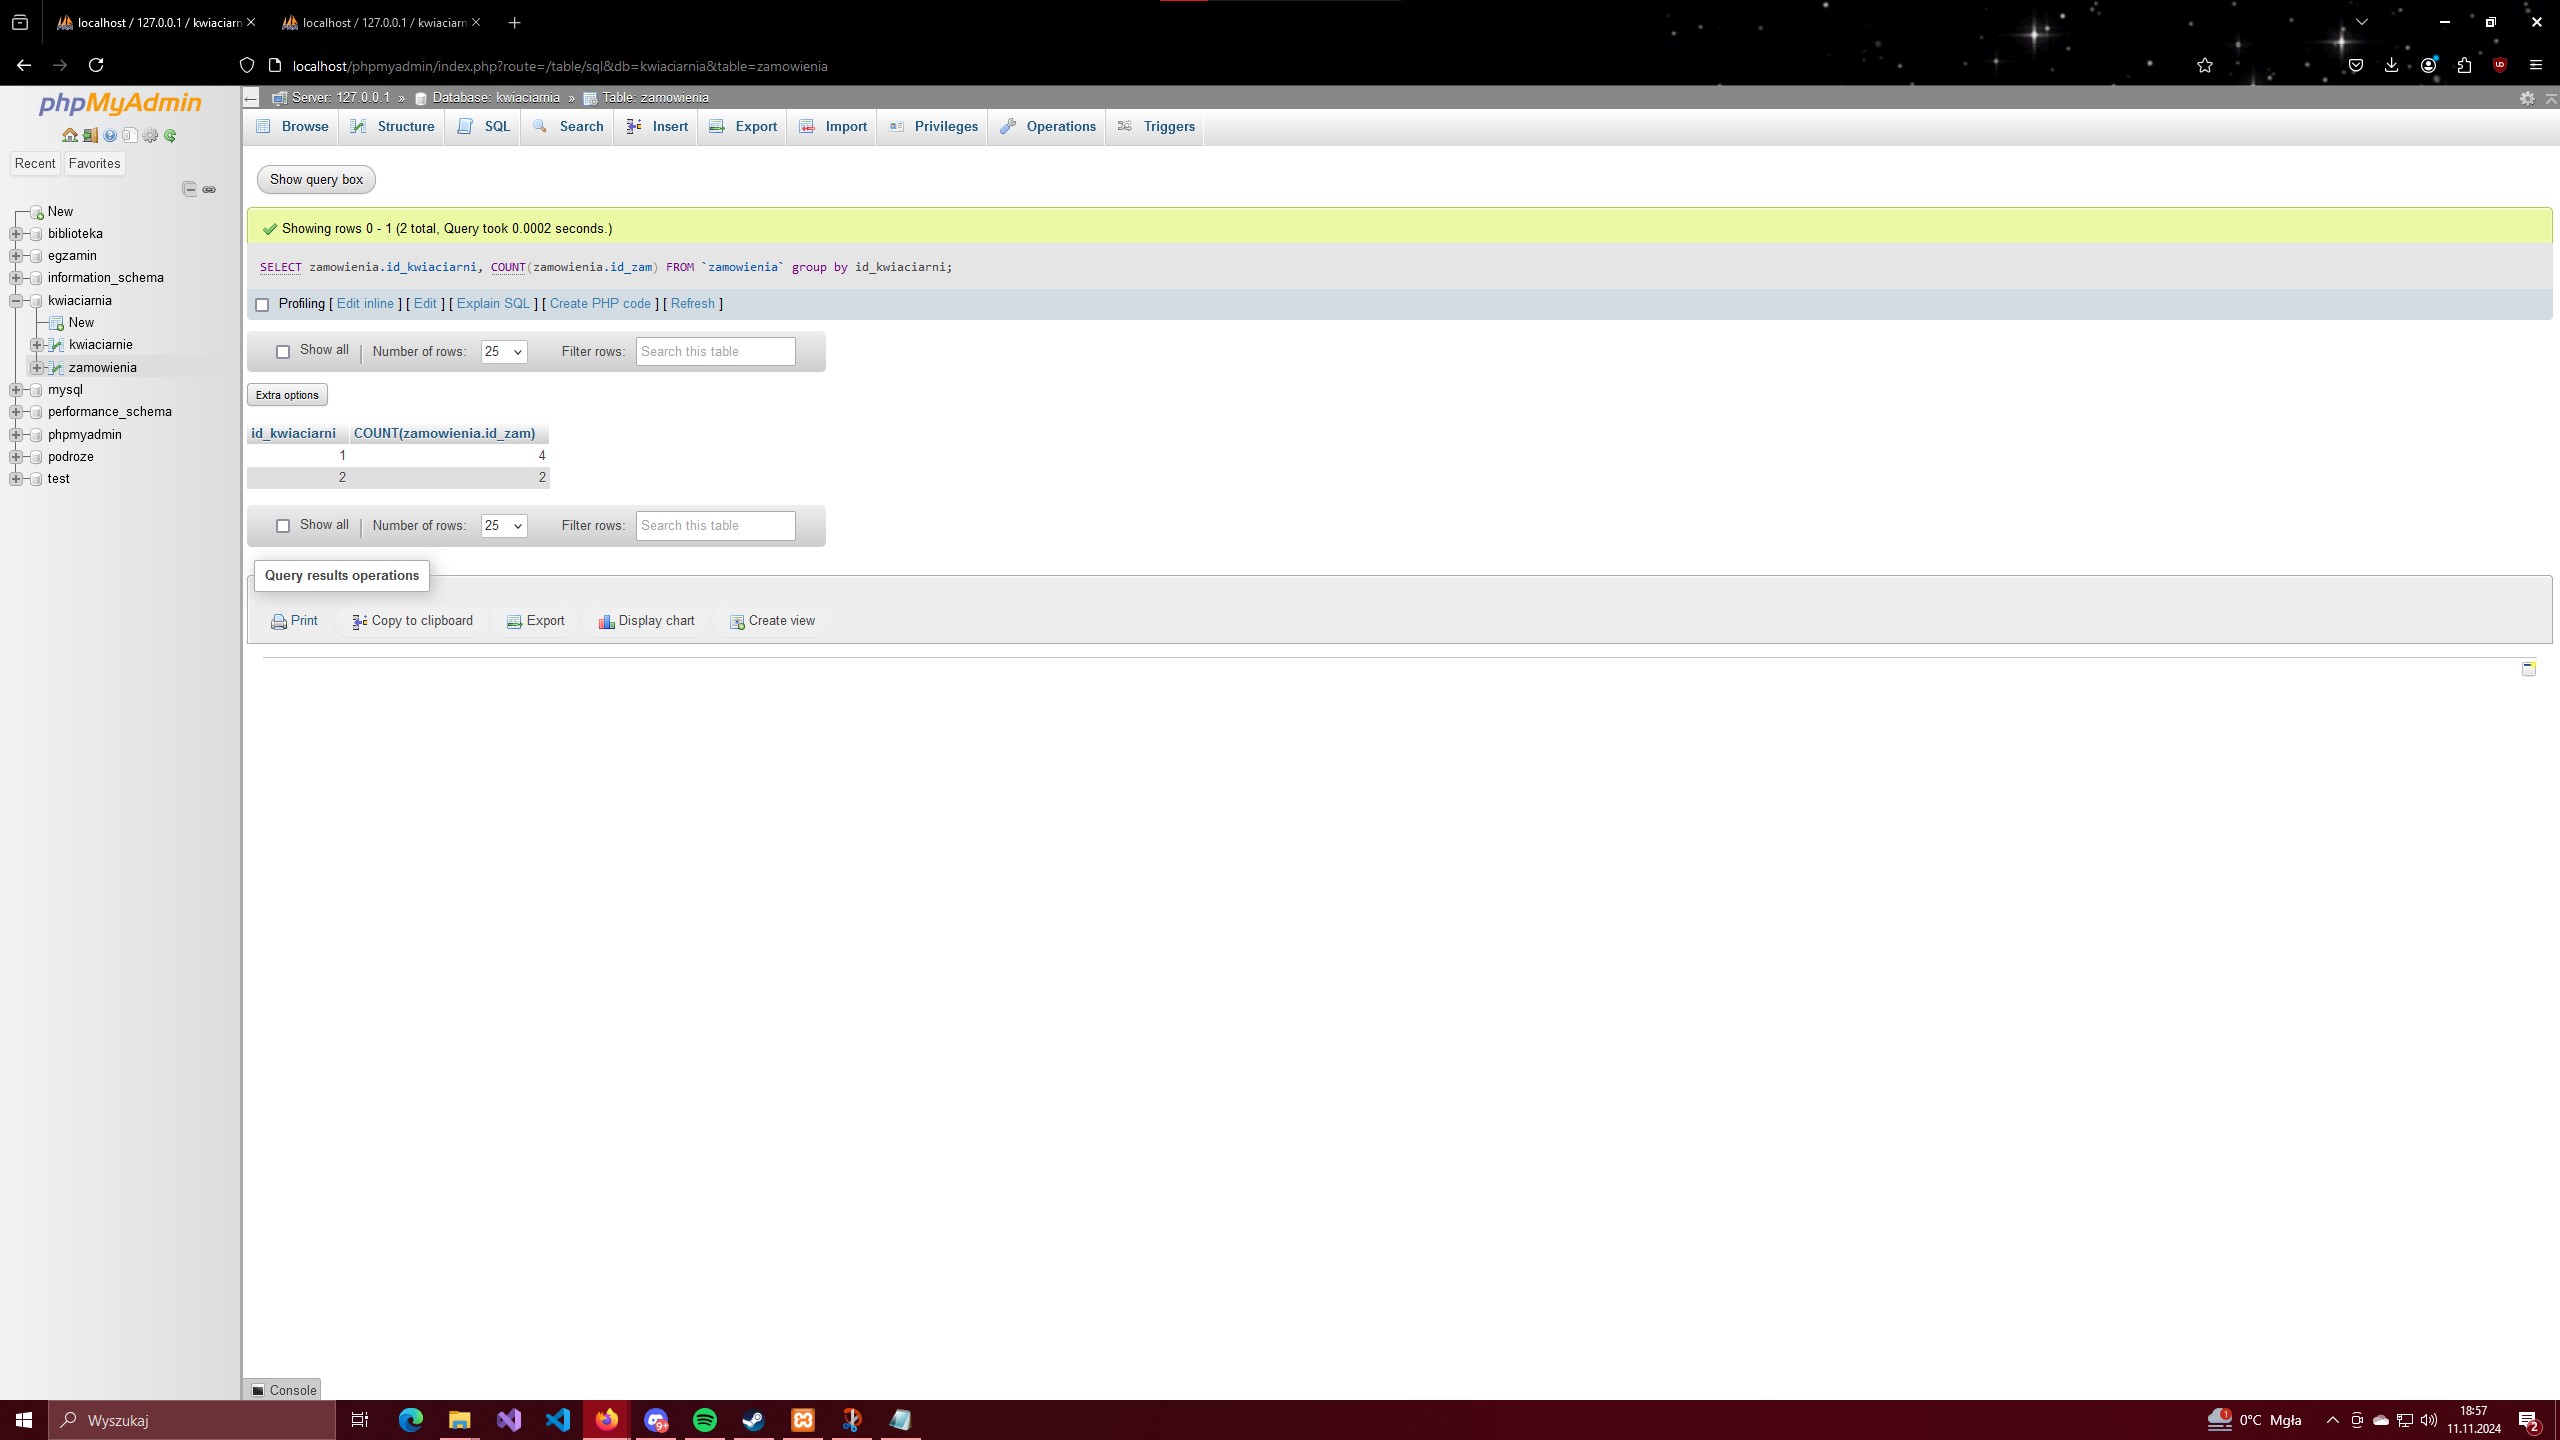 localhost / 127.0.0.1 / kwiaciarn
localhost / 127.0.0.1 / kwiaciarn
localhost/phpmyadmin/index.php?route=/table/sql&db=kwiaciarnia&table=zamowienia
phpMyAdmin
Recent
Favorites
New
biblioteka
egzamin
information_schema
kwiaciarnia
New
kwiaciarnie
zamowienia
mysql
performance_schema
phpmyadmin
podroze
test
Server: 127.0.0.1 » Database: kwiaciarnia » Table: zamowienia
Browse Structure SQL Search Insert Export Import Privileges Operations Triggers
Show query box
Showing rows 0 - 1 (2 total, Query took 0.0002 seconds.)
SELECT zamowienia.id_kwiaciarni, COUNT(zamowienia.id_zam) FROM `zamowienia` group by id_kwiaciarni;
Profiling [ Edit inline ] [ Edit ] [ Explain SQL ] [ Create PHP code ] [ Refresh ]
Show all Number of rows: 25 Filter rows: Search this table
Extra options
id_kwiaciarni COUNT(zamowienia.id_zam)
1 4
2 2
Show all Number of rows: 25 Filter rows: Search this table
Query results operations
Print Copy to clipboard Export Display chart Create view
Console
Wyszukaj
9+
1
0°C Mgła
18:57
11.11.2024
2